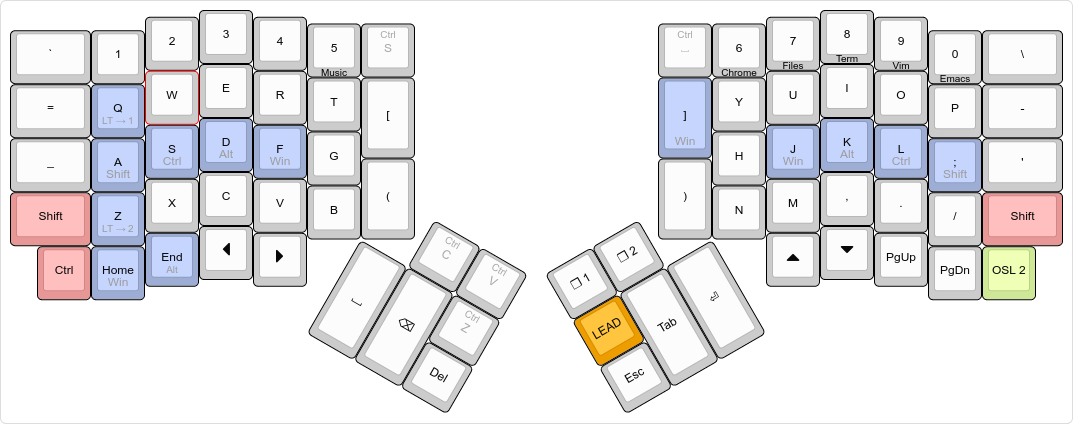 ` 1 2 3 4 5 Ctrl S
Music
= Q LT → 1 W E R T [
_ A Shift S Ctrl D Alt F Win G
Shift Z LT → 2 X C V B (
Ctrl Home Win End Alt
Ctrl C
Ctrl V
Ctrl Z
Del
Ctrl 6 7 8 9 0 \
Chrome Files Term Vim Emacs
] Win Y U I O P -
H J Win K Alt L Ctrl ; Shift '
) N M , . / Shift
PgUp PgDn OSL 2
❐ 1 ❐ 2
LEAD Tab
Esc